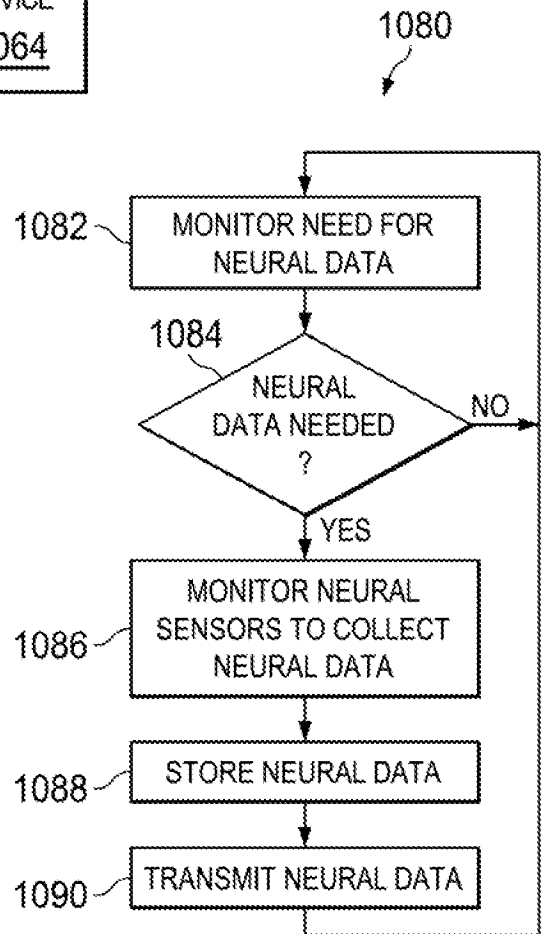 1080
1082
MONITOR NEED FOR
NEURAL DATA
1084
NEURAL
DATA NEEDED
?
NO
YES
1086
MONITOR NEURAL
SENSORS TO COLLECT
NEURAL DATA
1088
STORE NEURAL DATA
1090
TRANSMIT NEURAL DATA